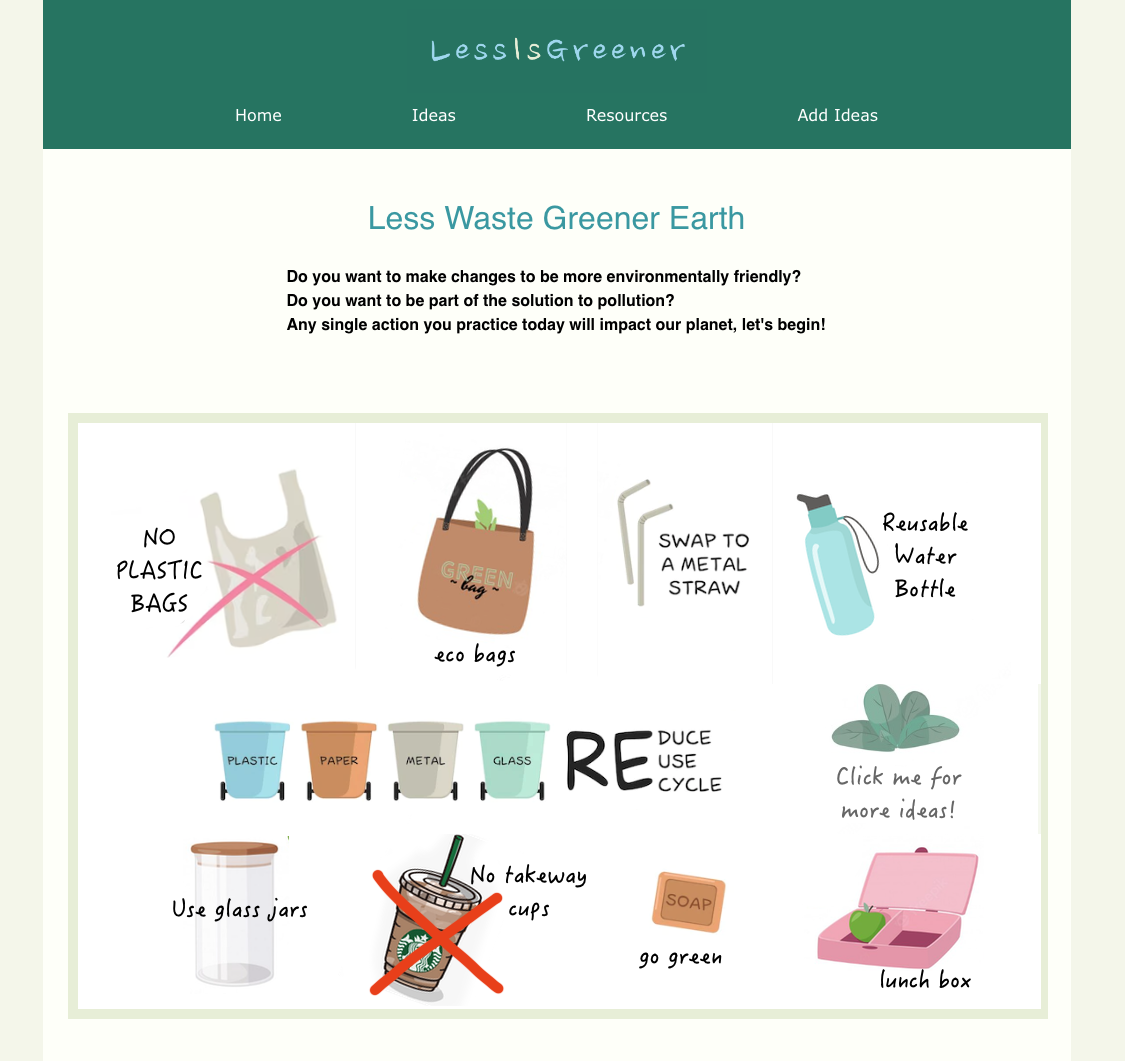 LessIsGreener
Home
Ideas
Resources
Add Ideas
Less Waste Greener Earth
Do you want to make changes to be more environmentally friendly?
Do you want to be part of the solution to pollution?
Any single action you practice today will impact our planet, let's begin!
NO
PLASTIC
BAGS
GREEN
~ bag ~
eco bags
SWAP TO
A METAL
STRAW
Reusable
Water
Bottle
PLASTIC
PAPER
METAL
GLASS
RE
DUCE
USE
CYCLE
Click me for
more ideas!
Use glass jars
No takeway
cups
SOAP
go green
lunch box